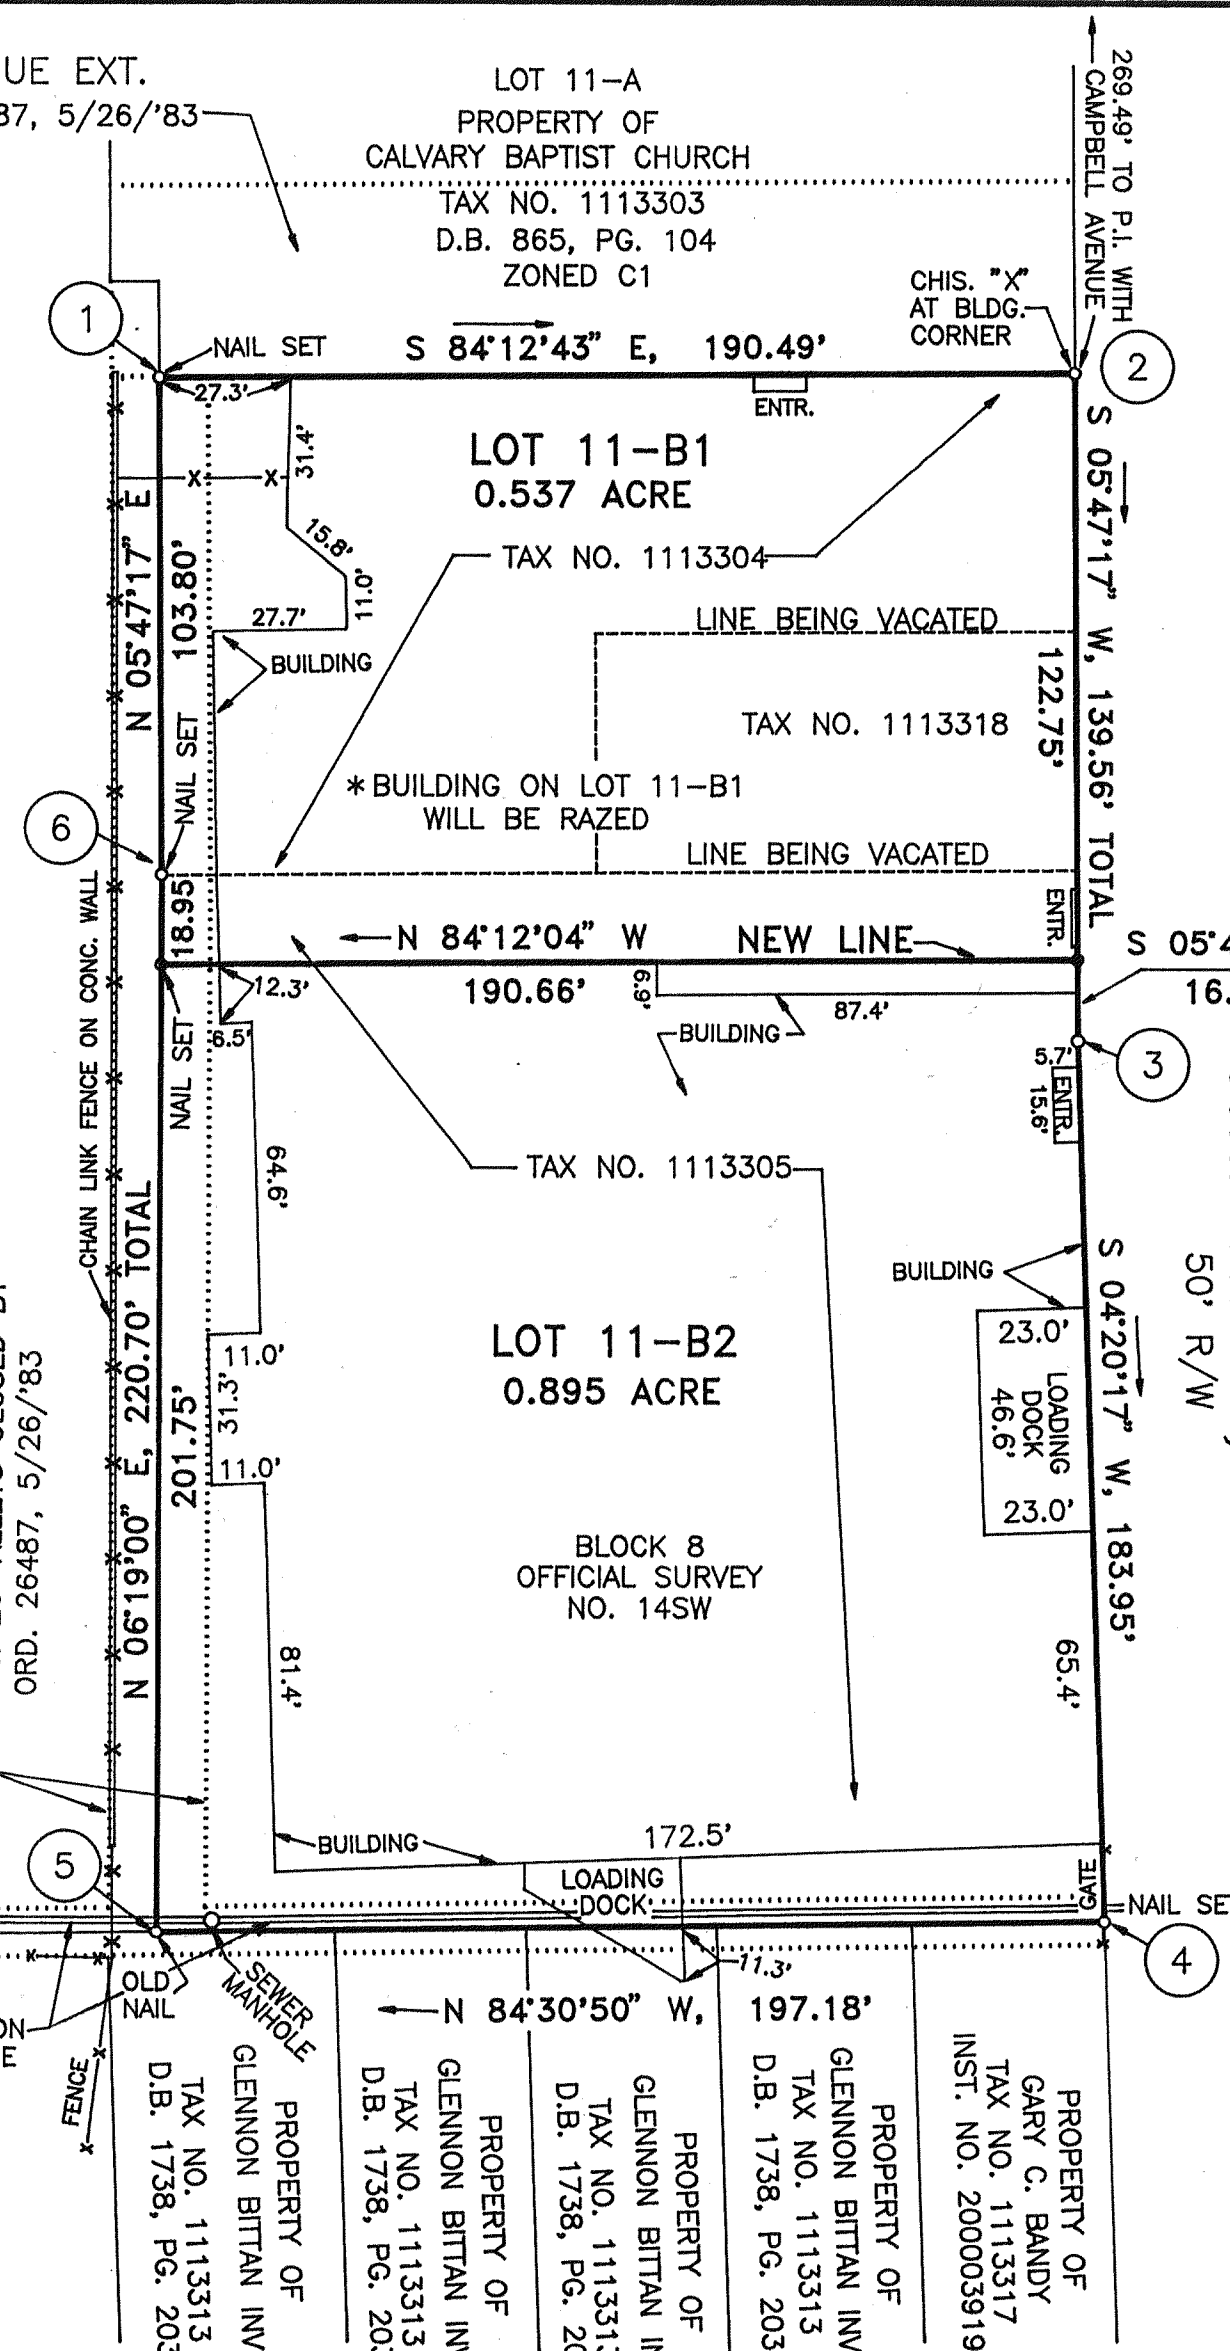 UE EXT.
87, 5/26/'83
LOT 11-A
PROPERTY OF
CALVARY BAPTIST CHURCH
TAX NO. 1113303
D.B. 865, PG. 104
ZONED C1
269.49' TO P.I. WITH
CAMPBELL AVENUE
CHIS. "X"
AT BLDG.
CORNER
1
NAIL SET
S 84°12'43" E, 190.49'
2
27.3'
ENTR.
31.4'
LOT 11-B1
0.537 ACRE
S 05°47'17" W, 139.56' TOTAL
N 05°47'17" E
103.80'
15.8'
11.0'
27.7'
TAX NO. 1113304
BUILDING
LINE BEING VACATED
122.75'
TAX NO. 1113318
NAIL SET
*BUILDING ON LOT 11-B1
WILL BE RAZED
6
LINE BEING VACATED
18.95'
ENTR.
CHAIN LINK FENCE ON CONC. WALL
N 84°12'04" W NEW LINE
190.66'
S 05°4
16.
12.3'
6.5'
6.9'
87.4'
BUILDING
NAIL SET
3
5.7'
ENTR.
15.6'
64.6'
TAX NO. 1113305
N 06°19'00" E, 220.70' TOTAL
201.75'
BUILDING
S 04°20'17" W, 183.95'
50' R/W
LOT 11-B2
0.895 ACRE
11.0'
31.3'
11.0'
23.0'
LOADING
DOCK
46.6'
23.0'
ORD. 26487, 5/26/'83
BLOCK 8
OFFICIAL SURVEY
NO. 14SW
81.4'
65.4'
BUILDING
172.5'
5
LOADING
DOCK
GATE
NAIL SE
4
OLD
NAIL
SEWER
MANHOLE
11.3'
N 84°30'50" W, 197.18'
ON
E
FENCE
PROPERTY OF
GLENNON BITTAN INV
TAX NO. 1113313
D.B. 1738, PG. 203
PROPERTY OF
GLENNON BITTAN INV
TAX NO. 1113313
D.B. 1738, PG. 203
PROPERTY OF
GLENNON BITTAN IN
TAX NO. 1113313
D.B. 1738, PG. 20
PROPERTY OF
GLENNON BITTAN INV
TAX NO. 1113313
D.B. 1738, PG. 203
PROPERTY OF
GARY C. BANDY
TAX NO. 1113317
INST. NO. 200003919